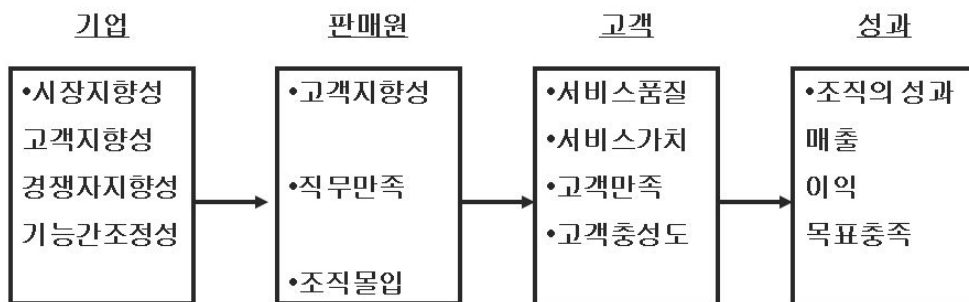 기업
•시장지향성
고객지향성
경쟁자지향성
기능간조정성
판매원
•고객지향성
•직무만족
•조직몰입
고객
•서비스품질
•서비스가치
•고객만족
•고객충성도
성과
•조직의 성과
매출
이익
목표충족